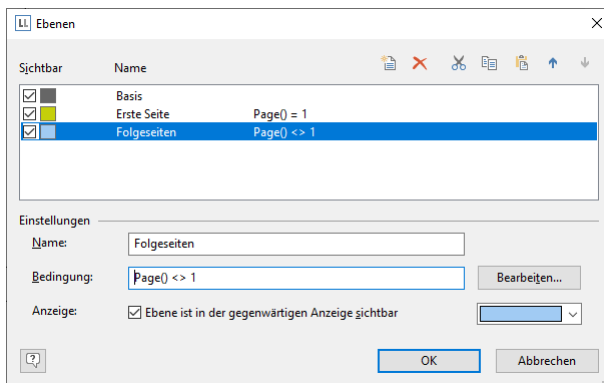 LL Ebenen
Sichtbar Name
Basis
Erste Seite Page() = 1
Folgeseiten Page() <> 1
Einstellungen
Name: Folgeseiten
Bedingung: Page() <> 1 Bearbeiten...
Anzeige: Ebene ist in der gegenwärtigen Anzeige sichtbar
? OK Abbrechen